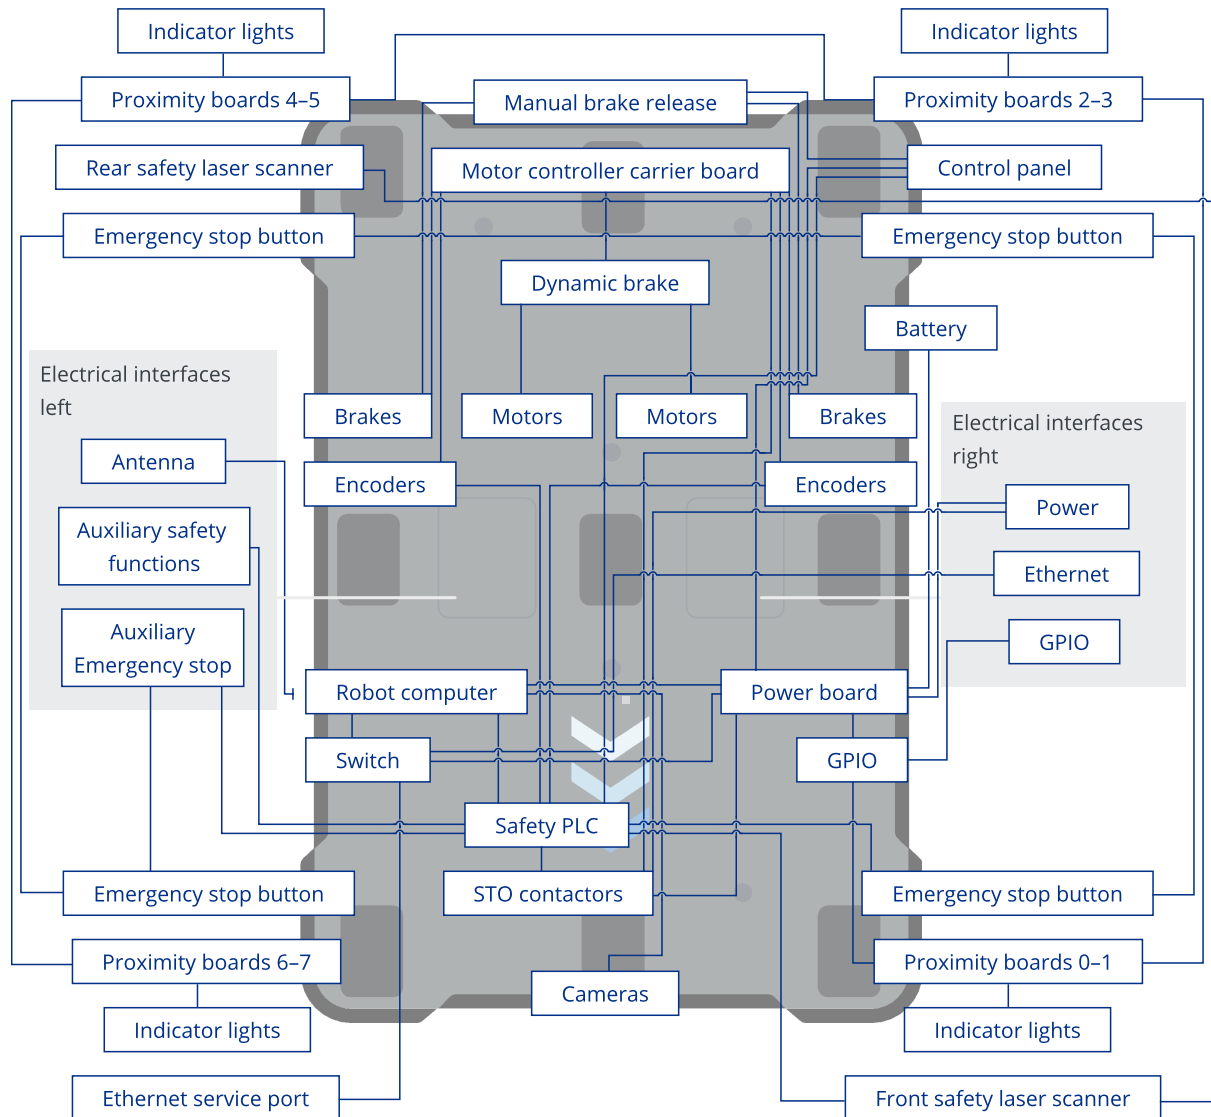 Indicator lights
Indicator lights
Proximity boards 4–5
Manual brake release
Proximity boards 2–3
Rear safety laser scanner
Motor controller carrier board
Control panel
Emergency stop button
Emergency stop button
Dynamic brake
Battery
Electrical interfaces
left
Brakes
Motors
Motors
Brakes
Electrical interfaces
right
Antenna
Encoders
Encoders
Power
Auxiliary safety
functions
Ethernet
Auxiliary
Emergency stop
GPIO
Robot computer
Power board
Switch
GPIO
Safety PLC
Emergency stop button
STO contactors
Emergency stop button
Proximity boards 6–7
Proximity boards 0–1
Cameras
Indicator lights
Indicator lights
Ethernet service port
Front safety laser scanner